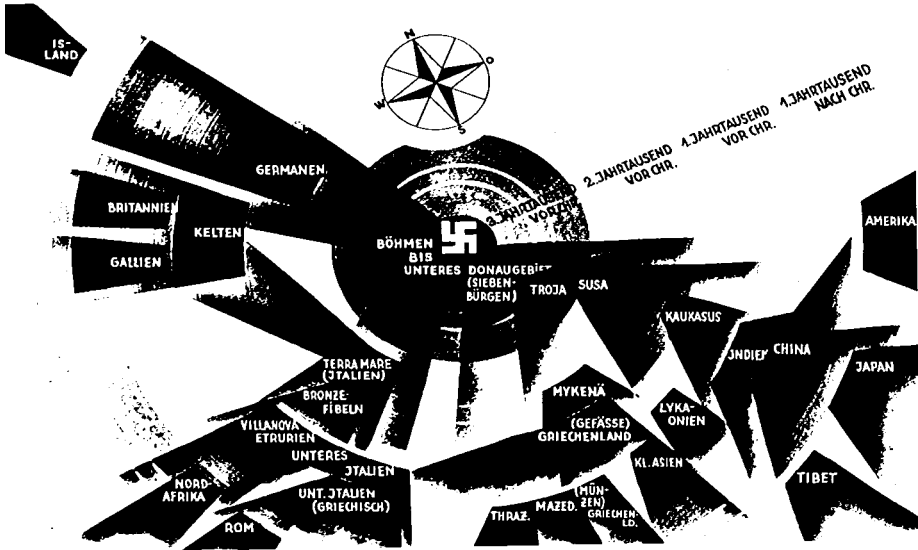 IS-
LAND
N
O
W
S
3. JAHRTAUSEND
VOR CHR.
2. JAHRTAUSEND
VOR CHR.
1. JAHRTAUSEND
VOR CHR.
1. JAHRTAUSEND
NACH CHR.
GERMANEN
BRITANNIEN
KELTEN
GALLIEN
AMERIKA
BÖHMEN
BIS
UNTERES DONAUGEBIET
(SIEBEN-
BÜRGEN)
TROJA
SUSA
KAUKASUS
JNDIEN
CHINA
JAPAN
TERRA MARE
(JTALIEN)
BRONZE-
FIBELN
MYKENÄ
LYKA-
ONIEN
VILLANOVA
ETRURIEN
(GEFÄSSE)
GRIECHENLAND
UNTERES
JTALIEN
KL. ASIEN
NORD-
AFRIKA
UNT. JTALIEN
(GRIECHISCH)
TIBET
ROM
THRAZ.
MAZED.
(MÜN-
ZEN)
GRIECHEN-
LD.